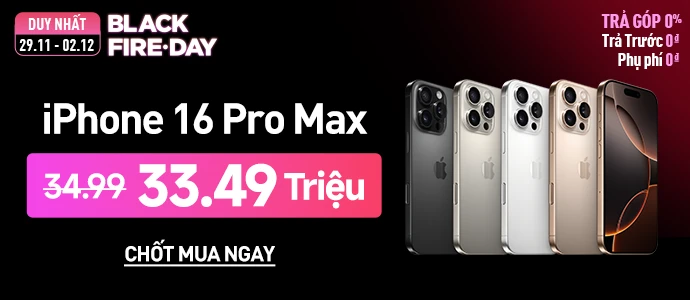 DUY NHẤT
29.11 - 02.12
BLACK
FIRE•DAY
TRẢ GÓP 0%
Trả Trước 0đ
Phụ phí 0đ
iPhone 16 Pro Max
34.99 33.49 Triệu
CHỐT MUA NGAY